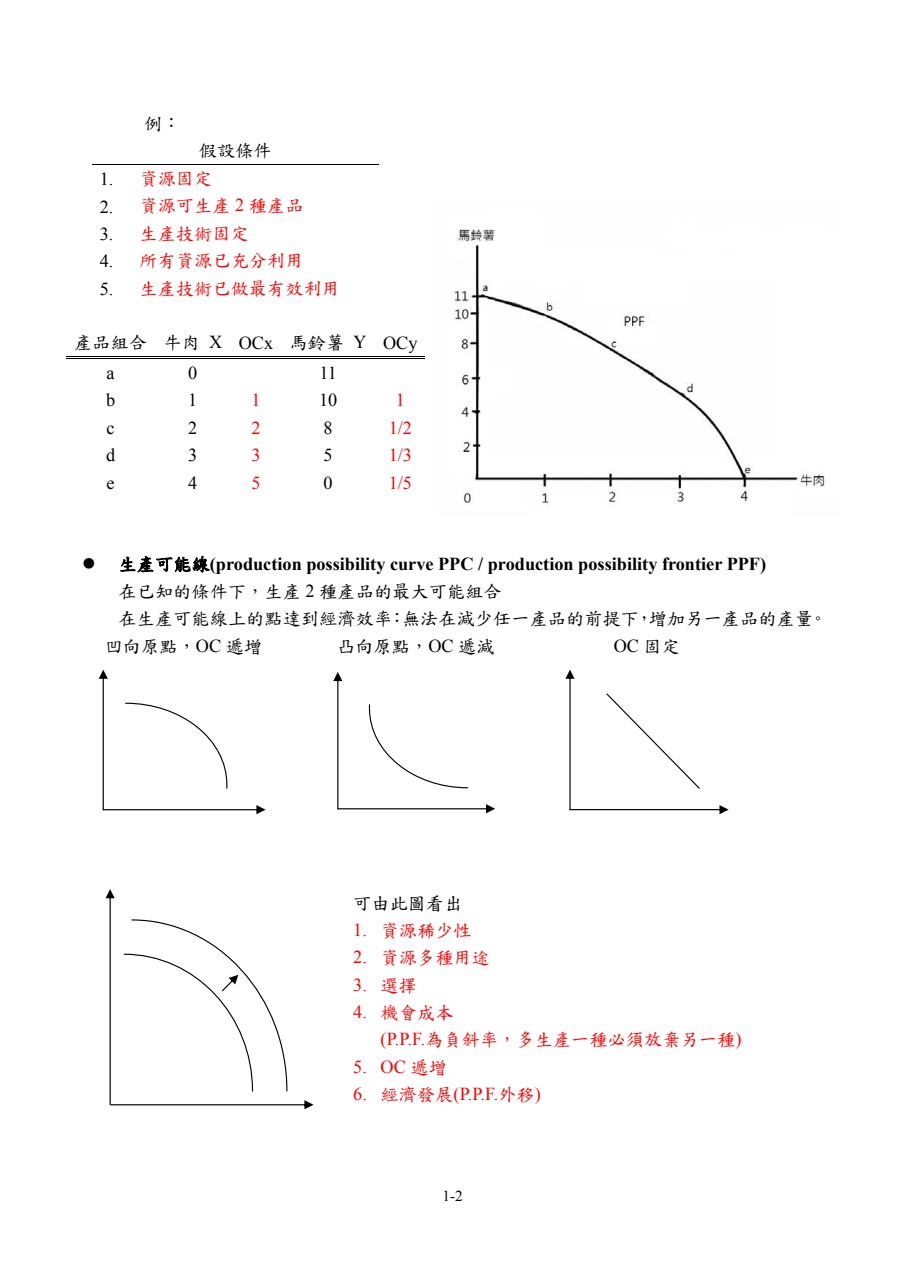 例：
假設條件
1. 資源固定
2. 資源可生產 2 種產品
3. 生產技術固定
4. 所有資源已充分利用
5. 生產技術已做最有效利用
產品組合 牛肉 X OCx 馬鈴薯 Y OCy
a 0 11
b 1 1 10 1
c 2 2 8 1/2
d 3 3 5 1/3
e 4 5 0 1/5
馬鈴薯
11 a
10 b
PPF
8 c
6 d
4
2
e
牛肉
0 1 2 3 4
● 生產可能線(production possibility curve PPC / production possibility frontier PPF)
在已知的條件下，生產 2 種產品的最大可能組合
在生產可能線上的點達到經濟效率：無法在減少任一產品的前提下，增加另一產品的產量。
凹向原點，OC 遞增 凸向原點，OC 遞減 OC 固定
可由此圖看出
1. 資源稀少性
2. 資源多種用途
3. 選擇
4. 機會成本
(P.P.F.為負斜率，多生產一種必須放棄另一種)
5. OC 遞增
6. 經濟發展(P.P.F.外移)
1-2